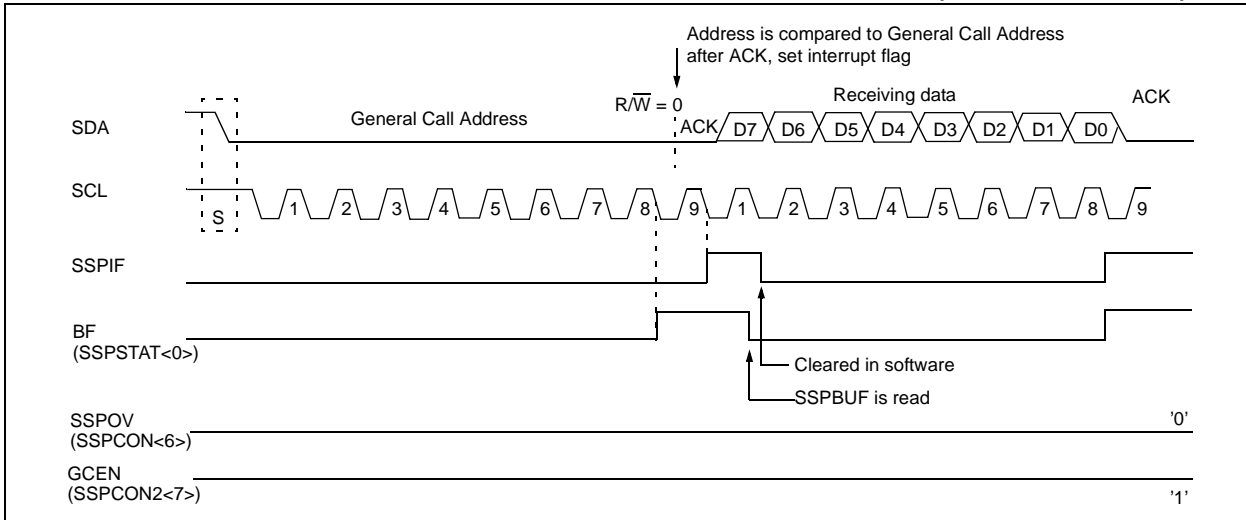 Address is compared to General Call Address
after ACK, set interrupt flag
R/W = 0
Receiving data
ACK
SDA
General Call Address
ACK
D7 D6 D5 D4 D3 D2 D1 D0
SCL
S
1 2 3 4 5 6 7 8 9 1 2 3 4 5 6 7 8 9
SSPIF
BF
(SSPSTAT<0>)
Cleared in software
SSPBUF is read
SSPOV
(SSPCON<6>)
'0'
GCEN
(SSPCON2<7>)
'1'